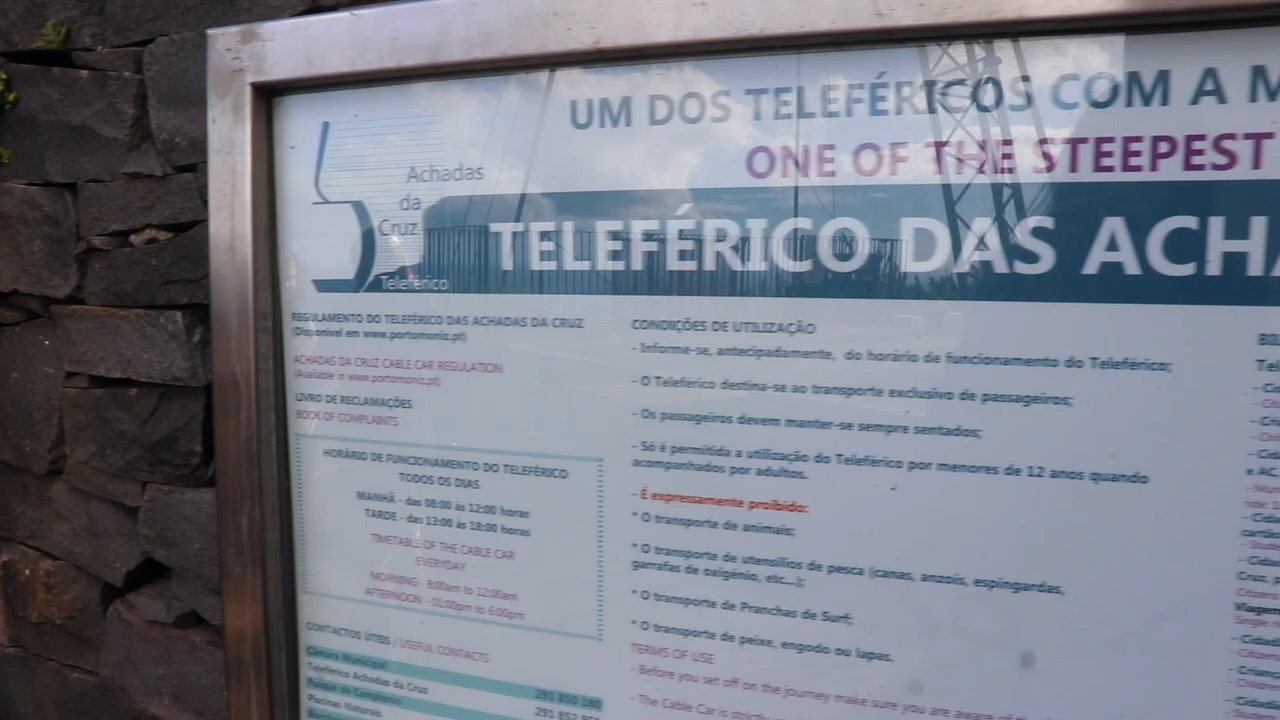 UM DOS TELEFÉRICOS COM A M
ONE OF THE STEEPEST
Achadas
da
Cruz
Teleférico
TELEFÉRICO DAS ACHA
REGULAMENTO DO TELEFÉRICO DAS ACHADAS DA CRUZ
(Disponível em www.portomoniz.pt)
ACHADAS DA CRUZ CABLE CAR REGULATION
(Available in www.portomoniz.pt)
LIVRO DE RECLAMAÇÕES
BOOK OF COMPLAINTS
HORÁRIO DE FUNCIONAMENTO DO TELEFÉRICO
TODOS OS DIAS
MANHÃ - das 08:00 às 12:00 horas
TARDE - das 13:00 às 18:00 horas
TIMETABLE OF THE CABLE CAR
EVERYDAY
MORNING - 8:00am to 12:00am
AFTERNOON - 01:00pm to 6:00pm
CONTACTOS ÚTEIS / USEFUL CONTACTS
Câmara Municipal 291 850 180
Teleférico Achadas da Cruz
Parque de Campismo
Piscinas Naturais
CONDIÇÕES DE UTILIZAÇÃO
- Informe-se, antecipadamente, do horário de funcionamento do Teleférico;
- O Teleférico destina-se ao transporte exclusivo de passageiros;
- Os passageiros devem manter-se sempre sentados;
- Só é permitida a utilização do Teleférico por menores de 12 anos quando
acompanhados por adultos.
- É expressamente proibido:
* O transporte de animais;
* O transporte de utensílios de pesca (canas, anzois, espingardas,
garrafas de oxigénio, etc...);
* O transporte de Pranchas de Surf;
* O transporte de peixe, engodo ou lapas.
TERMS OF USE
- Before you set off on the journey make sure you are aware of
- The Cable Car is strictly